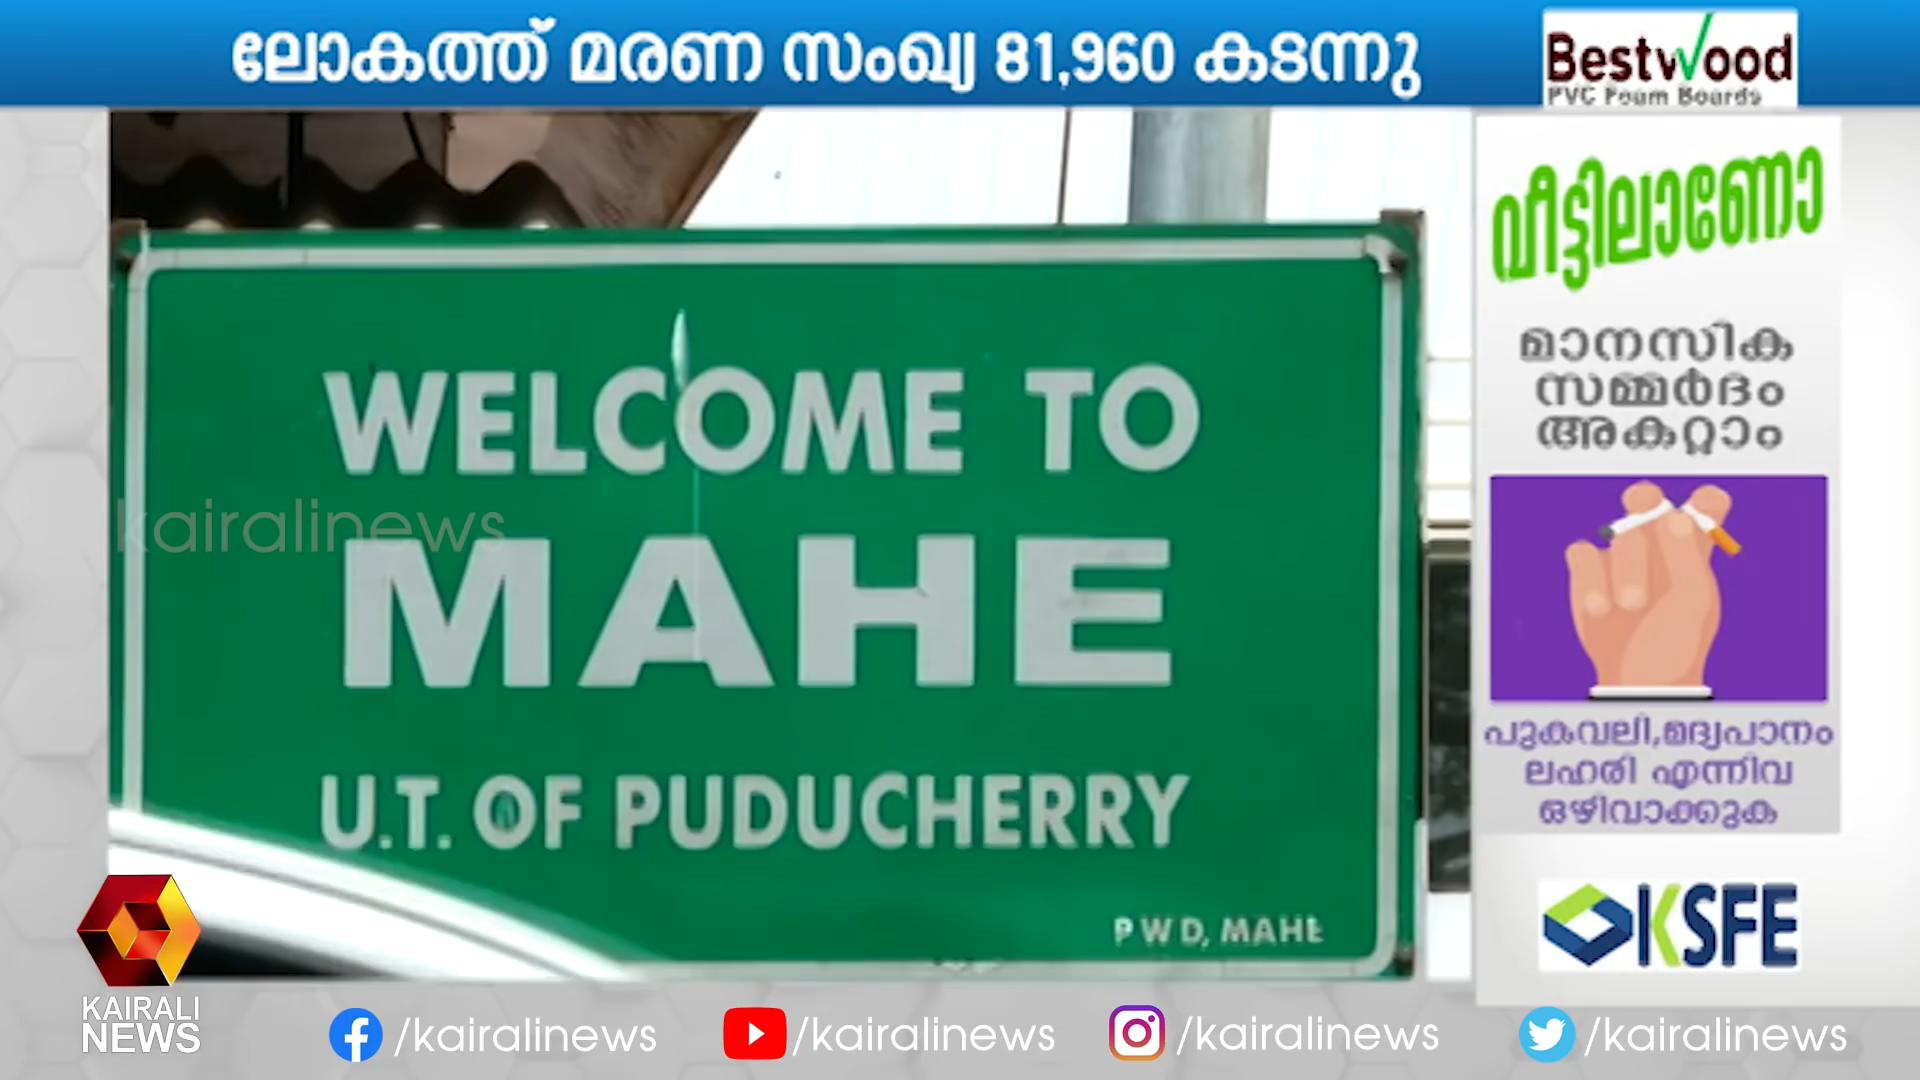 ലോകത്ത് മരണ സംഖ്യ 81,960 കടന്നു
Bestwood
PVC Foam Boards
വീട്ടിലാണോ
മാനസിക
സമ്മർദം
അകറ്റാം
പുകവലി,മദ്യപാനം
ലഹരി എന്നിവ
ഒഴിവാക്കുക
KSFE
WELCOME TO
kairalinews
MAHE
U.T. OF PUDUCHERRY
P W D, MAHE
KAIRALI
NEWS
/kairalinews
/kairalinews
/kairalinews
/kairalinews